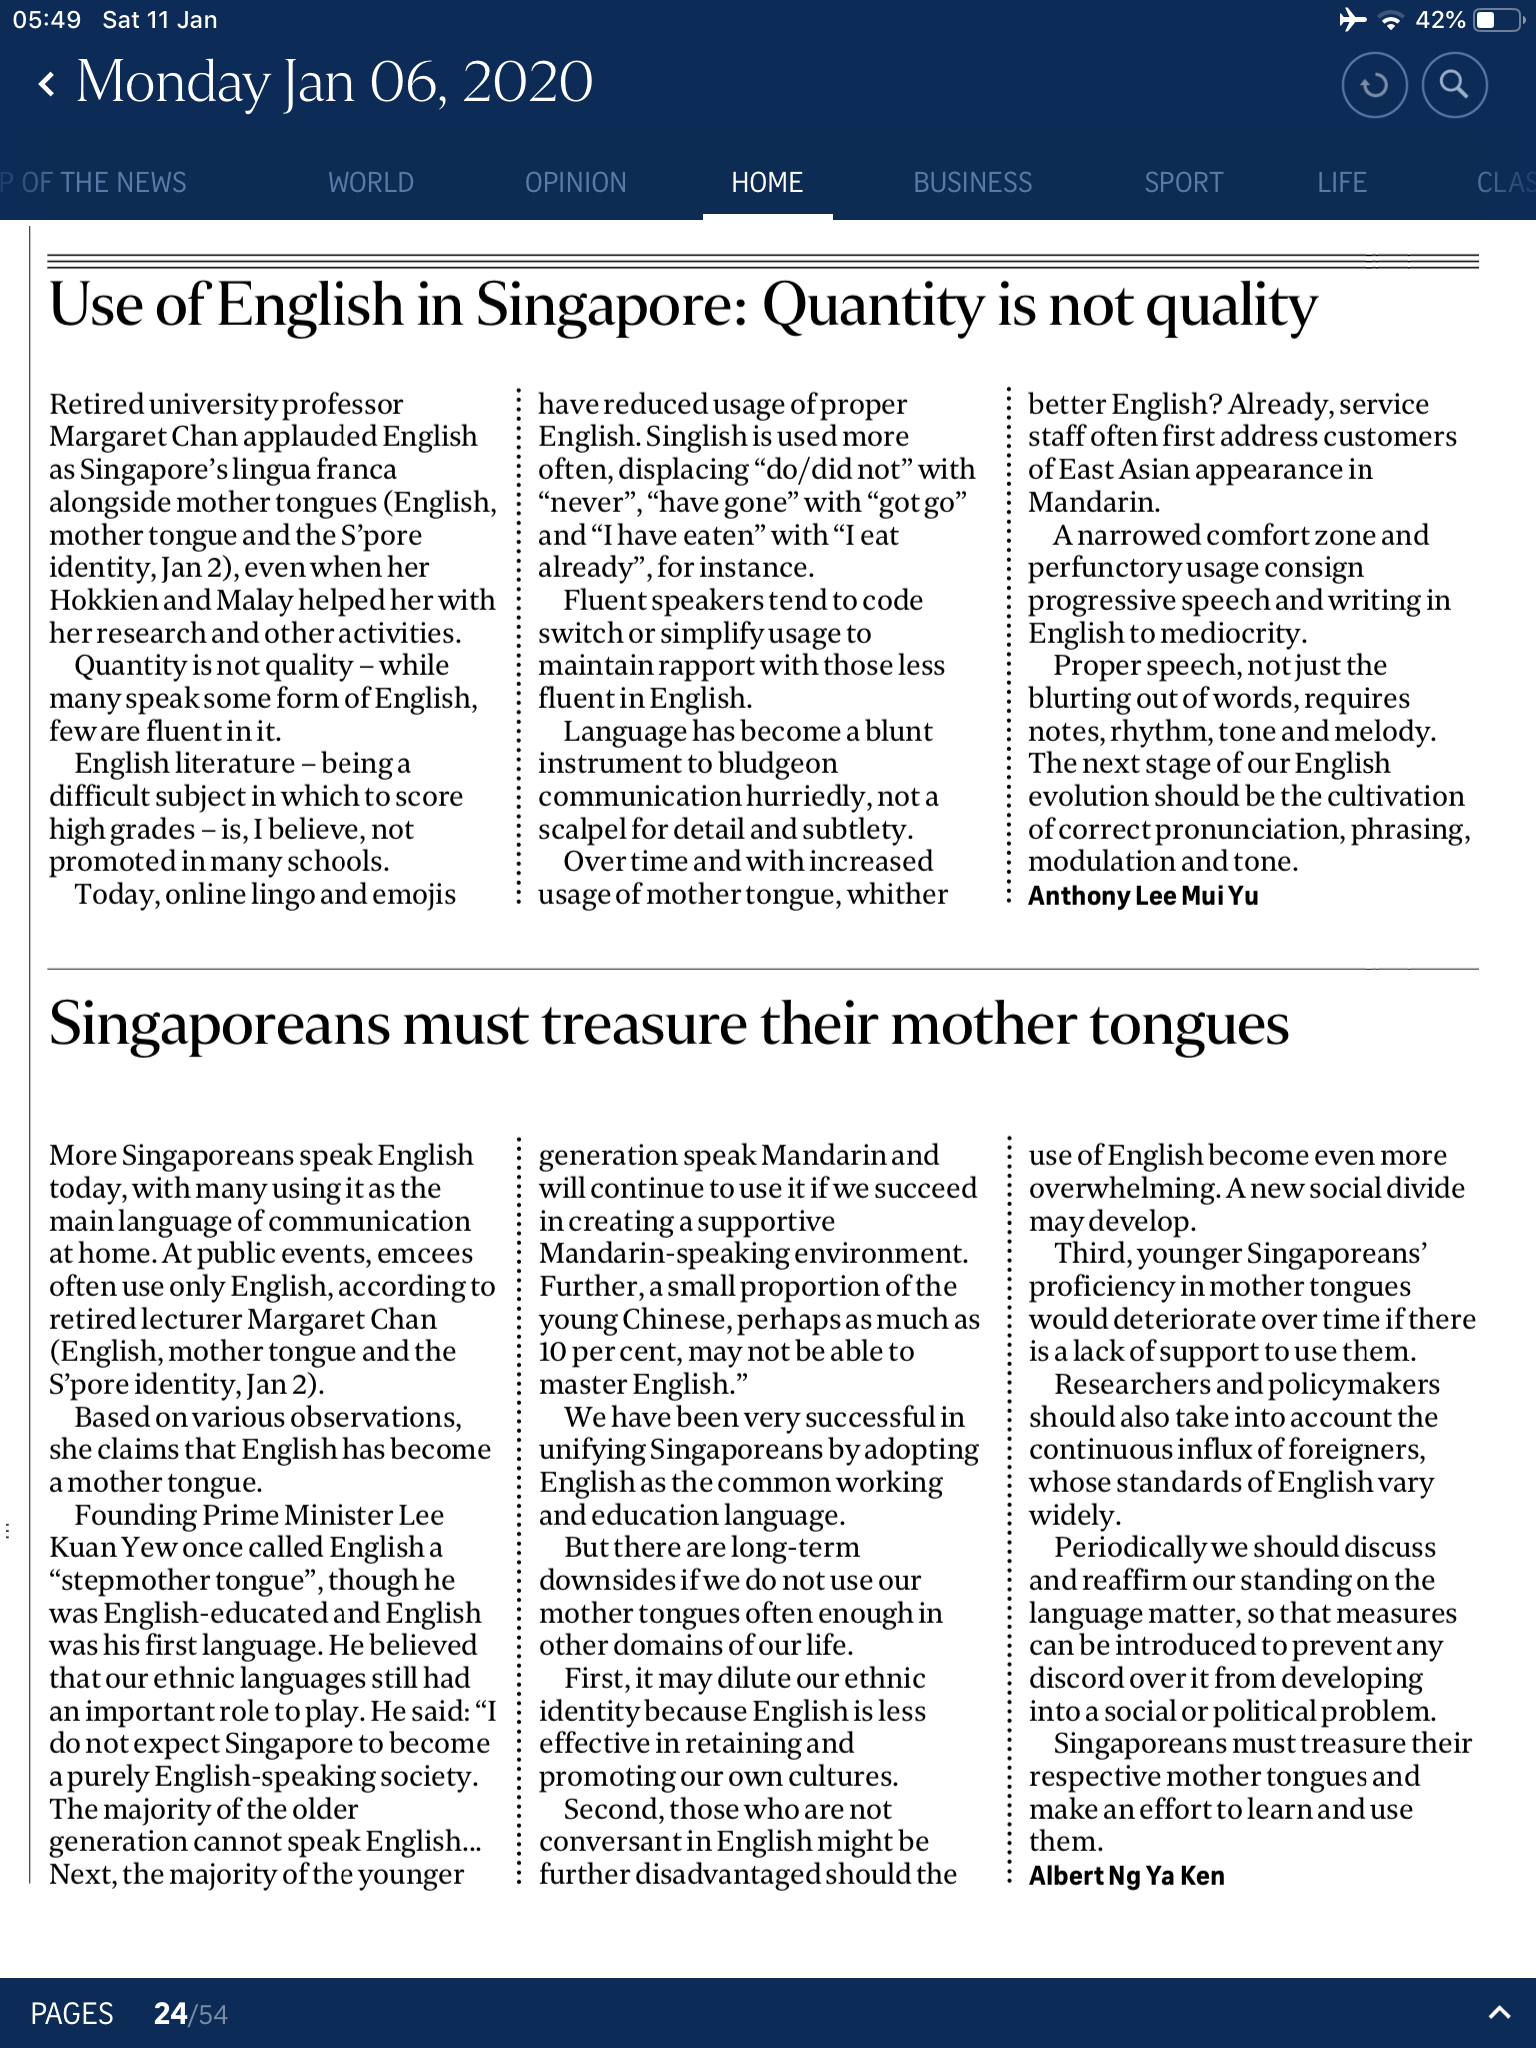 05:49 Sat 11 Jan
42%
Monday Jan 06, 2020
P OF THE NEWS WORLD OPINION HOME BUSINESS SPORT LIFE CLAS
Use of English in Singapore: Quantity is not quality
Retired university professor
Margaret Chan applauded English
as Singapore’s lingua franca
alongside mother tongues (English,
mother tongue and the S’pore
identity, Jan 2), even when her
Hokkien and Malay helped her with
her research and other activities.
Quantity is not quality – while
many speak some form of English,
few are fluent in it.
English literature – being a
difficult subject in which to score
high grades – is, I believe, not
promoted in many schools.
Today, online lingo and emojis
have reduced usage of proper
English. Singlish is used more
often, displacing “do/did not” with
“never”, “have gone” with “got go”
and “I have eaten” with “I eat
already”, for instance.
Fluent speakers tend to code
switch or simplify usage to
maintain rapport with those less
fluent in English.
Language has become a blunt
instrument to bludgeon
communication hurriedly, not a
scalpel for detail and subtlety.
Over time and with increased
usage of mother tongue, whither
better English? Already, service
staff often first address customers
of East Asian appearance in
Mandarin.
A narrowed comfort zone and
perfunctory usage consign
progressive speech and writing in
English to mediocrity.
Proper speech, not just the
blurting out of words, requires
notes, rhythm, tone and melody.
The next stage of our English
evolution should be the cultivation
of correct pronunciation, phrasing,
modulation and tone.
Anthony Lee Mui Yu
Singaporeans must treasure their mother tongues
More Singaporeans speak English
today, with many using it as the
main language of communication
at home. At public events, emcees
often use only English, according to
retired lecturer Margaret Chan
(English, mother tongue and the
S’pore identity, Jan 2).
Based on various observations,
she claims that English has become
a mother tongue.
Founding Prime Minister Lee
Kuan Yew once called English a
“stepmother tongue”, though he
was English-educated and English
was his first language. He believed
that our ethnic languages still had
an important role to play. He said: “I
do not expect Singapore to become
a purely English-speaking society.
The majority of the older
generation cannot speak English...
Next, the majority of the younger
generation speak Mandarin and
will continue to use it if we succeed
in creating a supportive
Mandarin-speaking environment.
Further, a small proportion of the
young Chinese, perhaps as much as
10 per cent, may not be able to
master English.”
We have been very successful in
unifying Singaporeans by adopting
English as the common working
and education language.
But there are long-term
downsides if we do not use our
mother tongues often enough in
other domains of our life.
First, it may dilute our ethnic
identity because English is less
effective in retaining and
promoting our own cultures.
Second, those who are not
conversant in English might be
further disadvantaged should the
use of English become even more
overwhelming. A new social divide
may develop.
Third, younger Singaporeans’
proficiency in mother tongues
would deteriorate over time if there
is a lack of support to use them.
Researchers and policymakers
should also take into account the
continuous influx of foreigners,
whose standards of English vary
widely.
Periodically we should discuss
and reaffirm our standing on the
language matter, so that measures
can be introduced to prevent any
discord over it from developing
into a social or political problem.
Singaporeans must treasure their
respective mother tongues and
make an effort to learn and use
them.
Albert Ng Ya Ken
PAGES 24/54